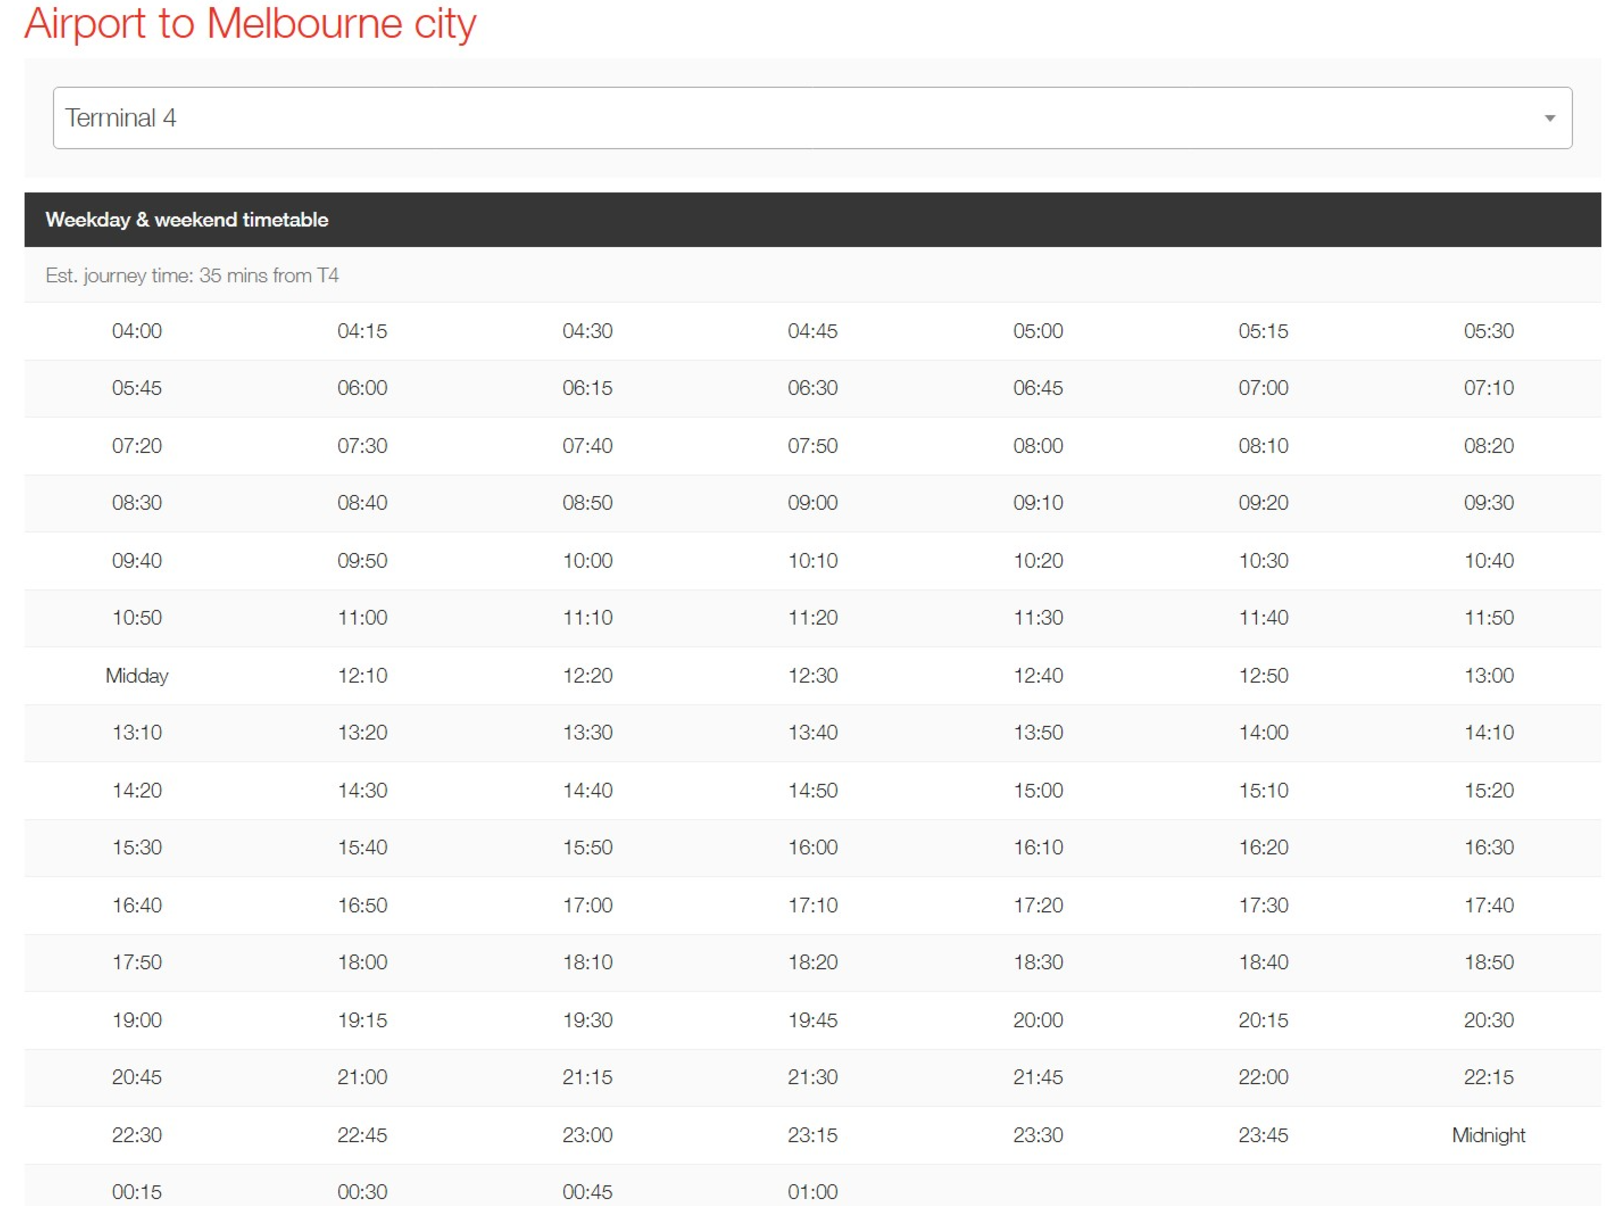 Airport to Melbourne city
Terminal 4
Weekday & weekend timetable
Est. journey time: 35 mins from T4
04:00 04:15 04:30 04:45 05:00 05:15 05:30
05:45 06:00 06:15 06:30 06:45 07:00 07:10
07:20 07:30 07:40 07:50 08:00 08:10 08:20
08:30 08:40 08:50 09:00 09:10 09:20 09:30
09:40 09:50 10:00 10:10 10:20 10:30 10:40
10:50 11:00 11:10 11:20 11:30 11:40 11:50
Midday 12:10 12:20 12:30 12:40 12:50 13:00
13:10 13:20 13:30 13:40 13:50 14:00 14:10
14:20 14:30 14:40 14:50 15:00 15:10 15:20
15:30 15:40 15:50 16:00 16:10 16:20 16:30
16:40 16:50 17:00 17:10 17:20 17:30 17:40
17:50 18:00 18:10 18:20 18:30 18:40 18:50
19:00 19:15 19:30 19:45 20:00 20:15 20:30
20:45 21:00 21:15 21:30 21:45 22:00 22:15
22:30 22:45 23:00 23:15 23:30 23:45 Midnight
00:15 00:30 00:45 01:00